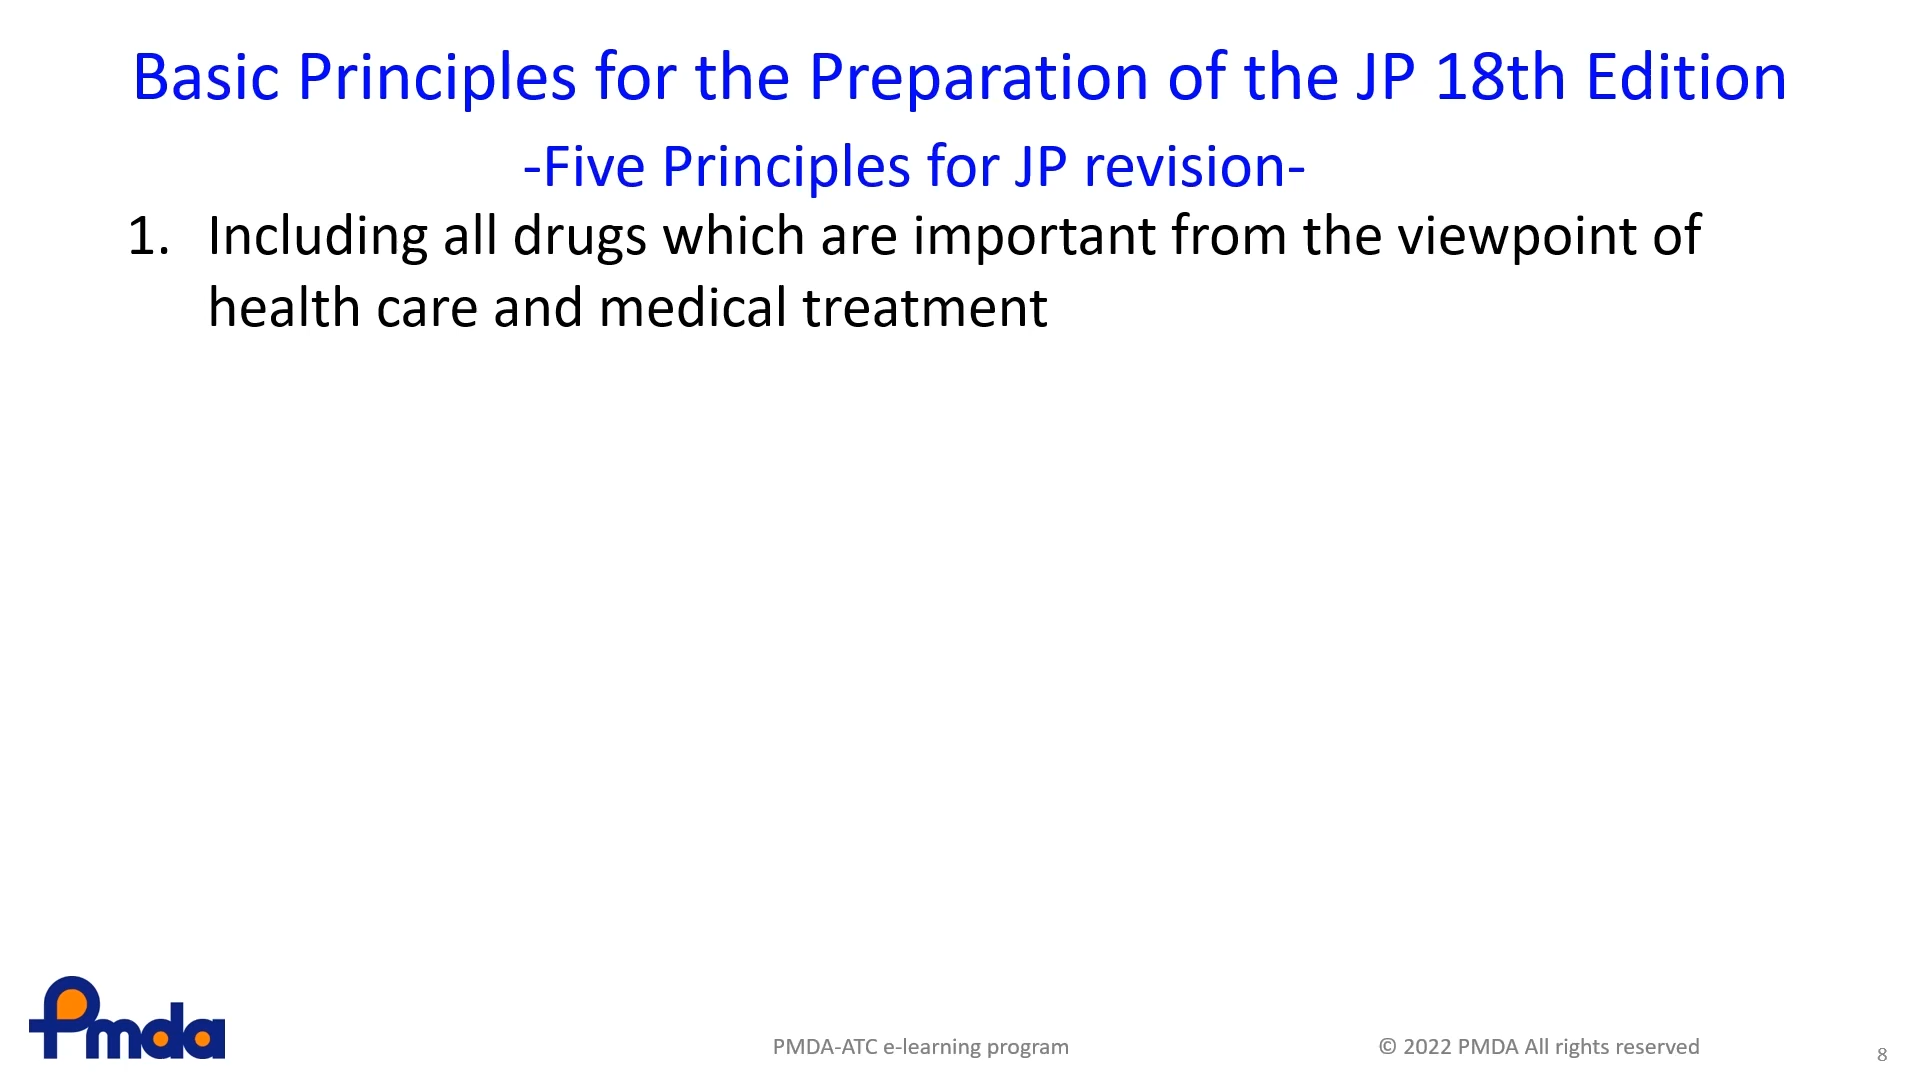 Basic Principles for the Preparation of the JP 18th Edition
-Five Principles for JP revision-
1. Including all drugs which are important from the viewpoint of
health care and medical treatment
Pmda
PMDA-ATC e-learning program
© 2022 PMDA All rights reserved
8